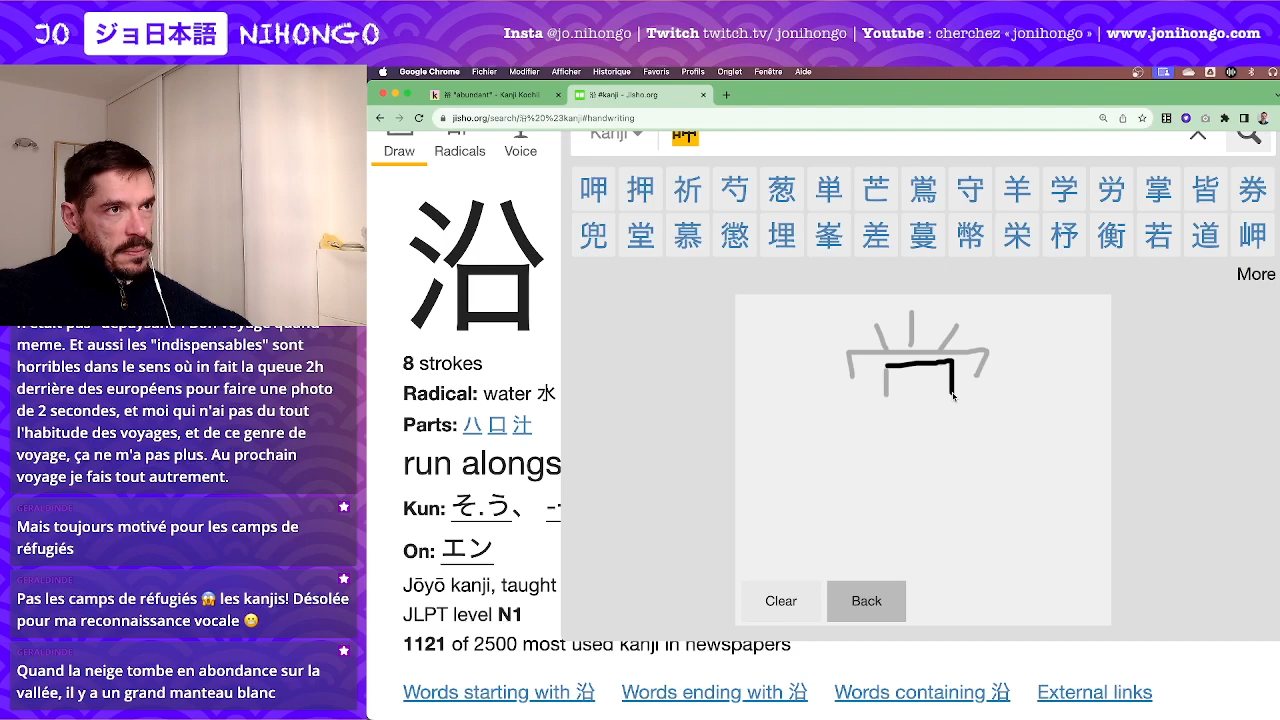 JO ジョ日本語 NIHONGO
Insta @jo.nihongo | Twitch twitch.tv/ jonihongo | Youtube : cherchez « jonihongo » | www.jonihongo.com
Google Chrome Fichier Modifier Afficher Historique Favoris Profils Onglet Fenêtre Aide
沿 "abundant" - Kanji Kochii
沿 #kanji - Jisho.org
jisho.org/search/沿%20%23kanji#handwriting
Kanji
呷
Draw Radicals Voice
呷 押 祈 芍 葱 単 芒 鴬 守 羊 学 労 掌 皆 券
兜 堂 慕 懲 埋 峯 差 蔓 幣 栄 杼 衡 若 道 岬
More
沿
8 strokes
Radical: water 水
Parts: ハ 口 汁
run alongs
Kun: そ.う、
On: エン
Jōyō kanji, taught
JLPT level N1
1121 of 2500 most used kanji in newspapers
Words starting with 沿 Words ending with 沿 Words containing 沿 External links
Clear Back
meme. Et aussi les "indispensables" sont
horribles dans le sens où in fait la queue 2h
derrière des européens pour faire une photo
de 2 secondes, et moi qui n'ai pas du tout
l'habitude des voyages, et de ce genre de
voyage, ça ne m'a pas plus. Au prochain
voyage je fais tout autrement.
GERALDINDE
Mais toujours motivé pour les camps de
réfugiés
GERALDINDE
Pas les camps de réfugiés 😱 les kanjis! Désolée
pour ma reconnaissance vocale 😬
GERALDINDE
Quand la neige tombe en abondance sur la
vallée, il y a un grand manteau blanc